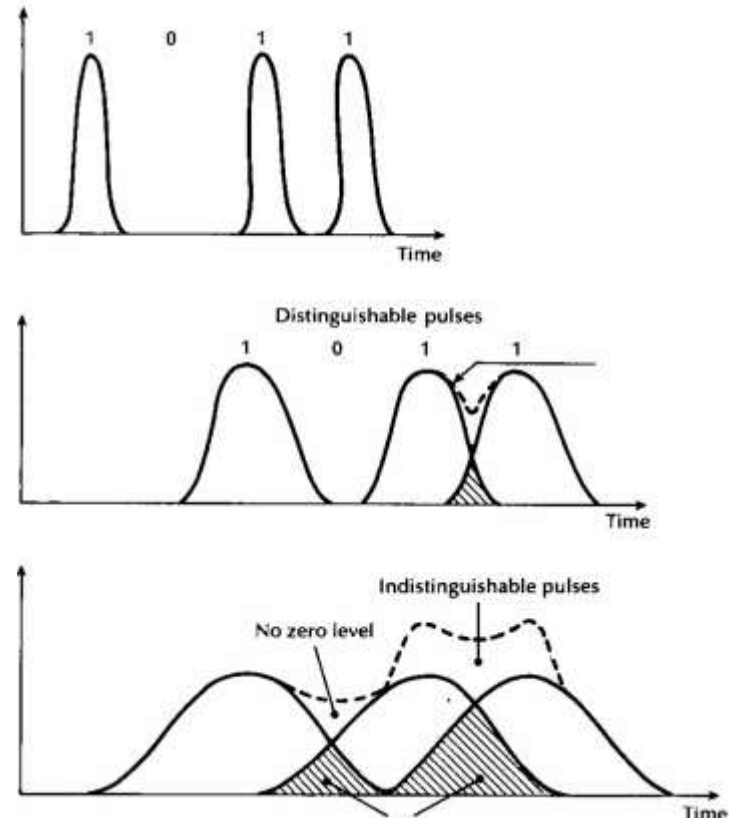 1 0 1 1
Time
Distinguishable pulses
1 0 1 1
Time
Indistinguishable pulses
No zero level
Time